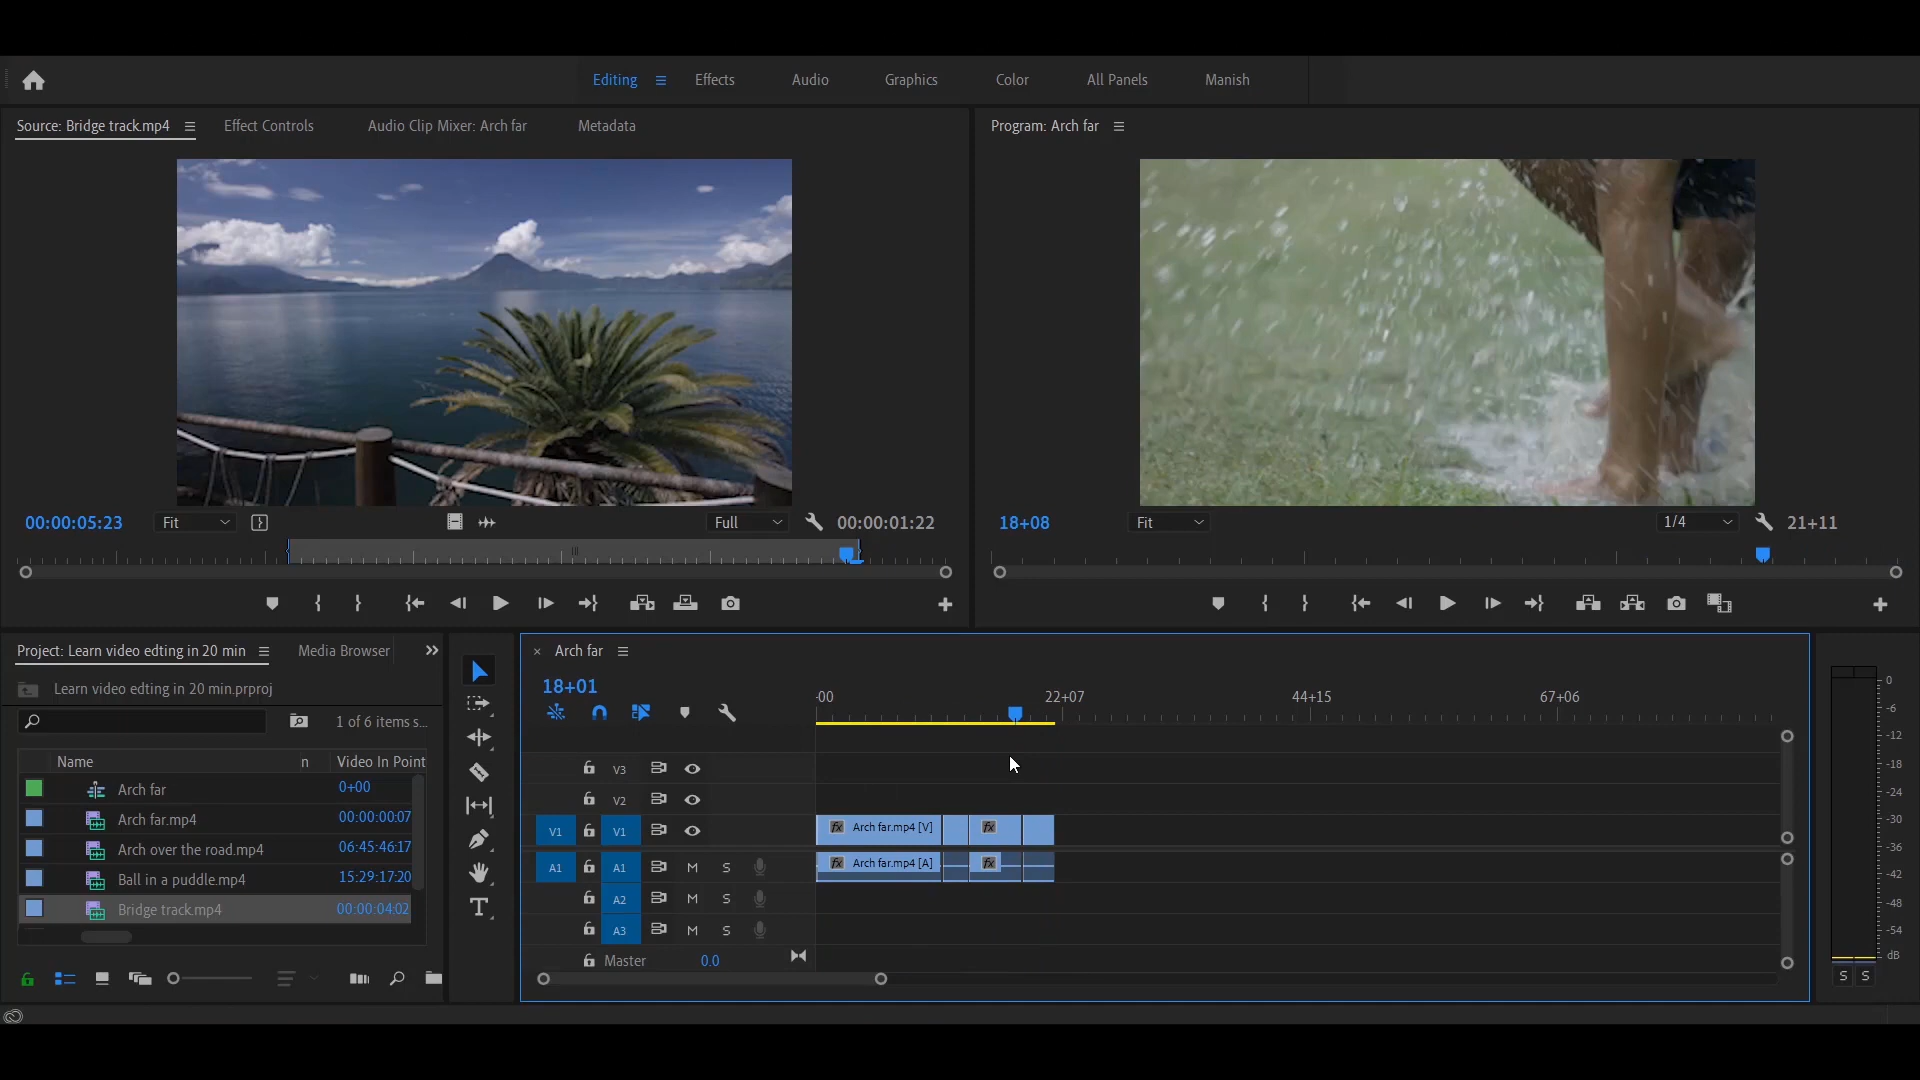 Editing Effects Audio Graphics Color All Panels Manish
Source: Bridge track.mp4 Effect Controls Audio Clip Mixer: Arch far Metadata
Program: Arch far
00:00:05:23 Fit Full 00:00:01:22
18+08 Fit 1/4 21+11
Project: Learn video edting in 20 min Media Browser
Learn video edting in 20 min.prproj
1 of 6 items s...
Name n Video In Point
Arch far 0+00
Arch far.mp4 00:00:00:07
Arch over the road.mp4 06:45:46:17
Ball in a puddle.mp4 15:29:17:20
Bridge track.mp4 00:00:04:02
Arch far
18+01
:00 22+07 44+15 67+06
V3
V2
V1 V1 fx Arch far.mp4 [V] fx
A1 A1 M S fx Arch far.mp4 [A] fx
A2 M S
A3 M S
Master 0.0
0
-6
-12
-18
-24
-30
-36
-42
-48
-54
dB
S S